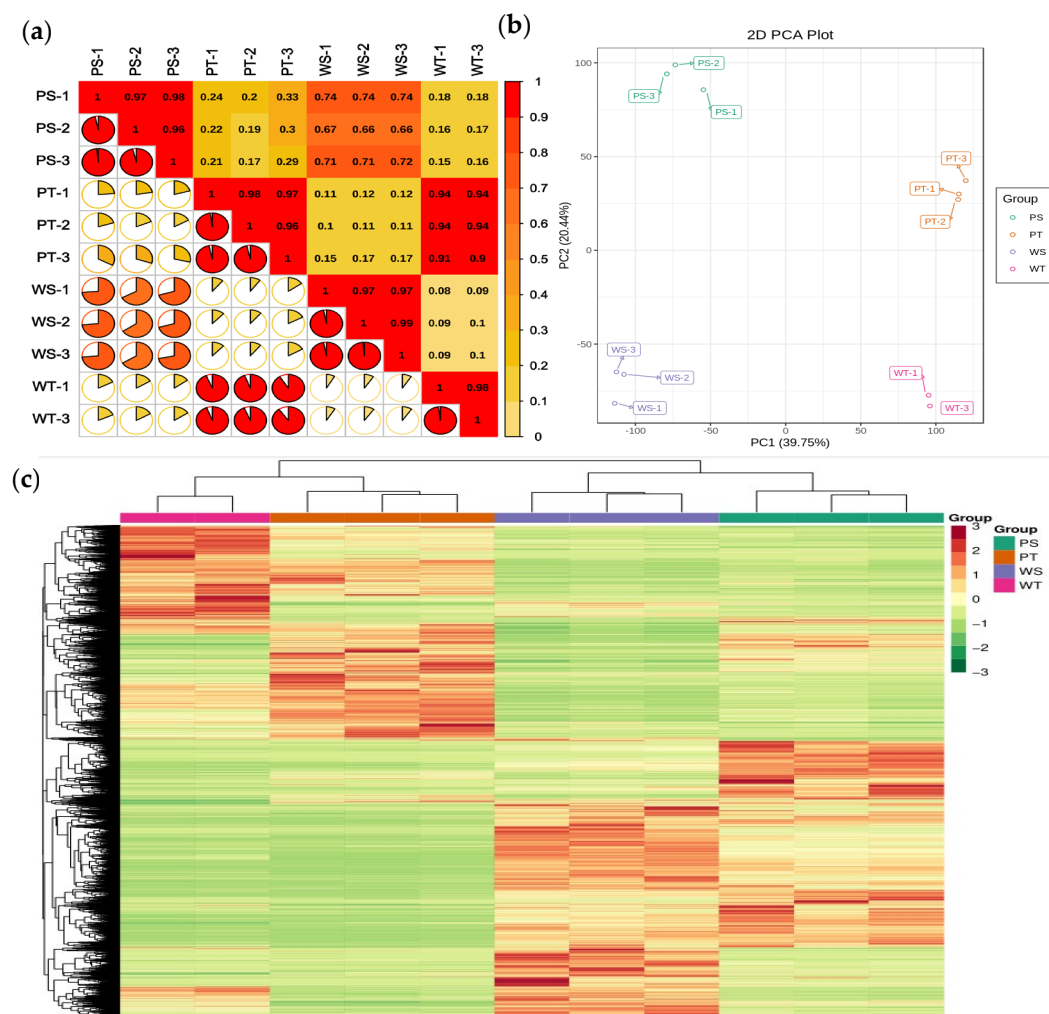 (a)
PS-1 PS-2 PS-3 PT-1 PT-2 PT-3 WS-1 WS-2 WS-3 WT-1 WT-3
PS-1 1 0.97 0.98 0.24 0.2 0.33 0.74 0.74 0.74 0.18 0.18
PS-2 1 0.96 0.22 0.19 0.3 0.67 0.66 0.66 0.16 0.17
PS-3 1 0.21 0.17 0.29 0.71 0.71 0.72 0.15 0.16
PT-1 1 0.98 0.97 0.11 0.12 0.12 0.94 0.94
PT-2 1 0.96 0.1 0.11 0.11 0.94 0.94
PT-3 1 0.15 0.17 0.17 0.91 0.9
WS-1 1 0.97 0.97 0.08 0.09
WS-2 1 0.99 0.09 0.1
WS-3 1 0.09 0.1
WT-1 1 0.98
WT-3 1
1
0.9
0.8
0.7
0.6
0.5
0.4
0.3
0.2
0.1
0
(b)
2D PCA Plot
PC2 (20.44%)
100
50
0
-50
PS-2
PS-3
PS-1
PT-3
PT-1
PT-2
WS-3
WS-2
WS-1
WT-1
WT-3
-100 -50 0 50 100
PC1 (39.75%)
Group
PS
PT
WS
WT
(c)
Group
3
2
1
0
−1
−2
−3
Group
PS
PT
WS
WT